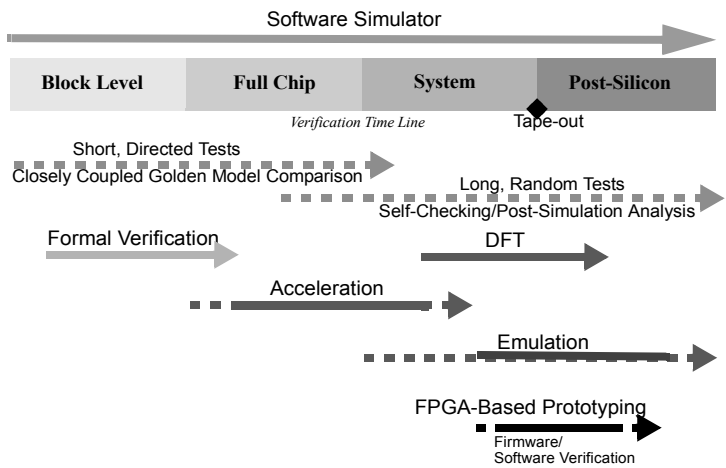 Software Simulator
Block Level Full Chip System Post-Silicon
Verification Time Line Tape-out
Short, Directed Tests
Closely Coupled Golden Model Comparison
Long, Random Tests
Self-Checking/Post-Simulation Analysis
Formal Verification DFT
Acceleration
Emulation
FPGA-Based Prototyping
Firmware/
Software Verification